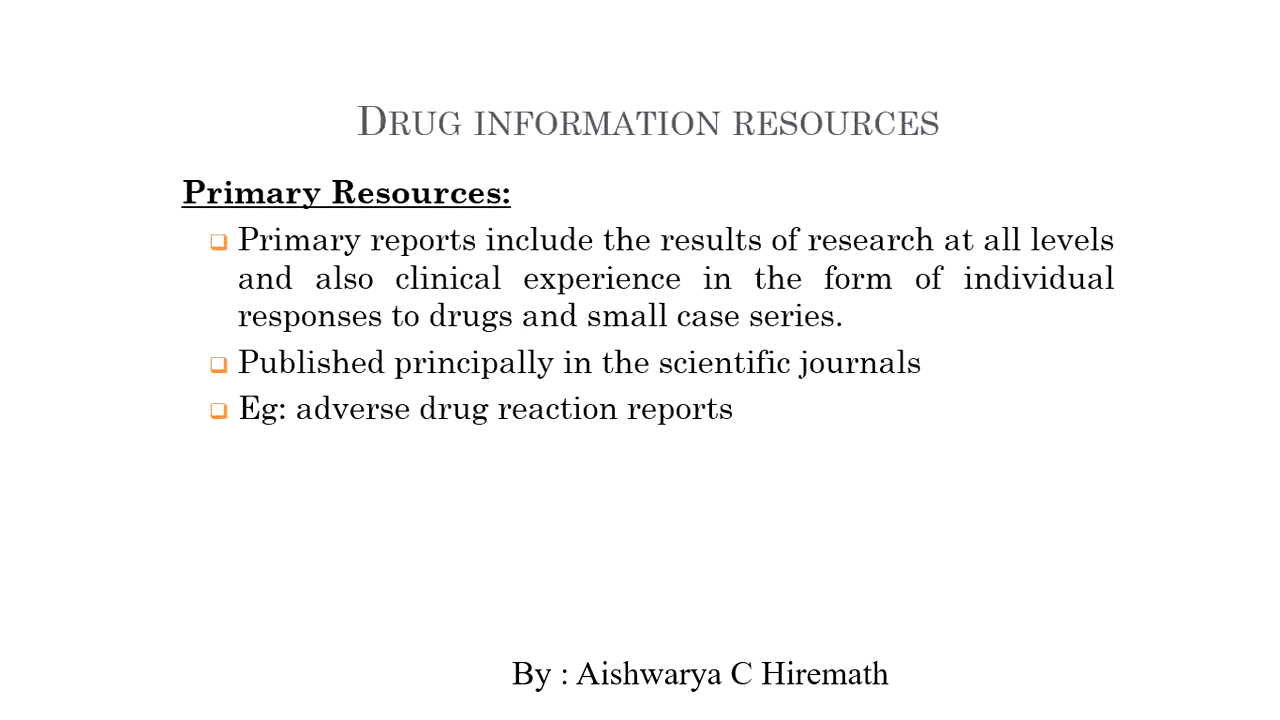 DRUG INFORMATION RESOURCES
Primary Resources:
❑ Primary reports include the results of research at all levels
and also clinical experience in the form of individual
responses to drugs and small case series.
❑ Published principally in the scientific journals
❑ Eg: adverse drug reaction reports
By : Aishwarya C Hiremath